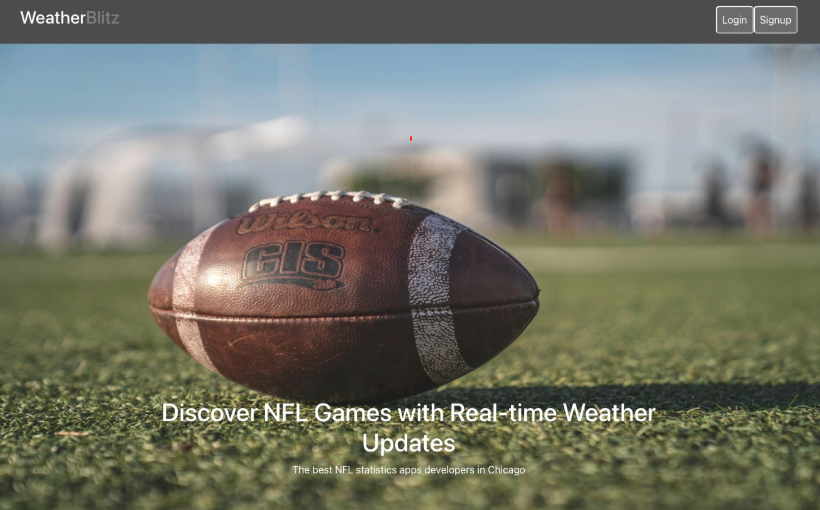 WeatherBlitz
Login
Signup
Wilson.
CIS
Discover NFL Games with Real-time Weather
Updates
The best NFL statistics apps developers in Chicago